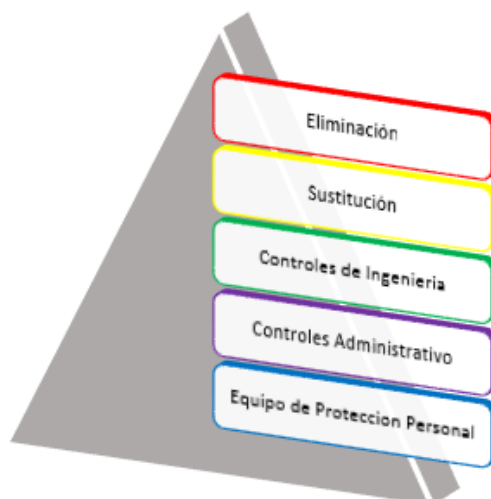 Eliminación
Sustitución
Controles de Ingenieria
Controles Administrativo
Equipo de Proteccion Personal